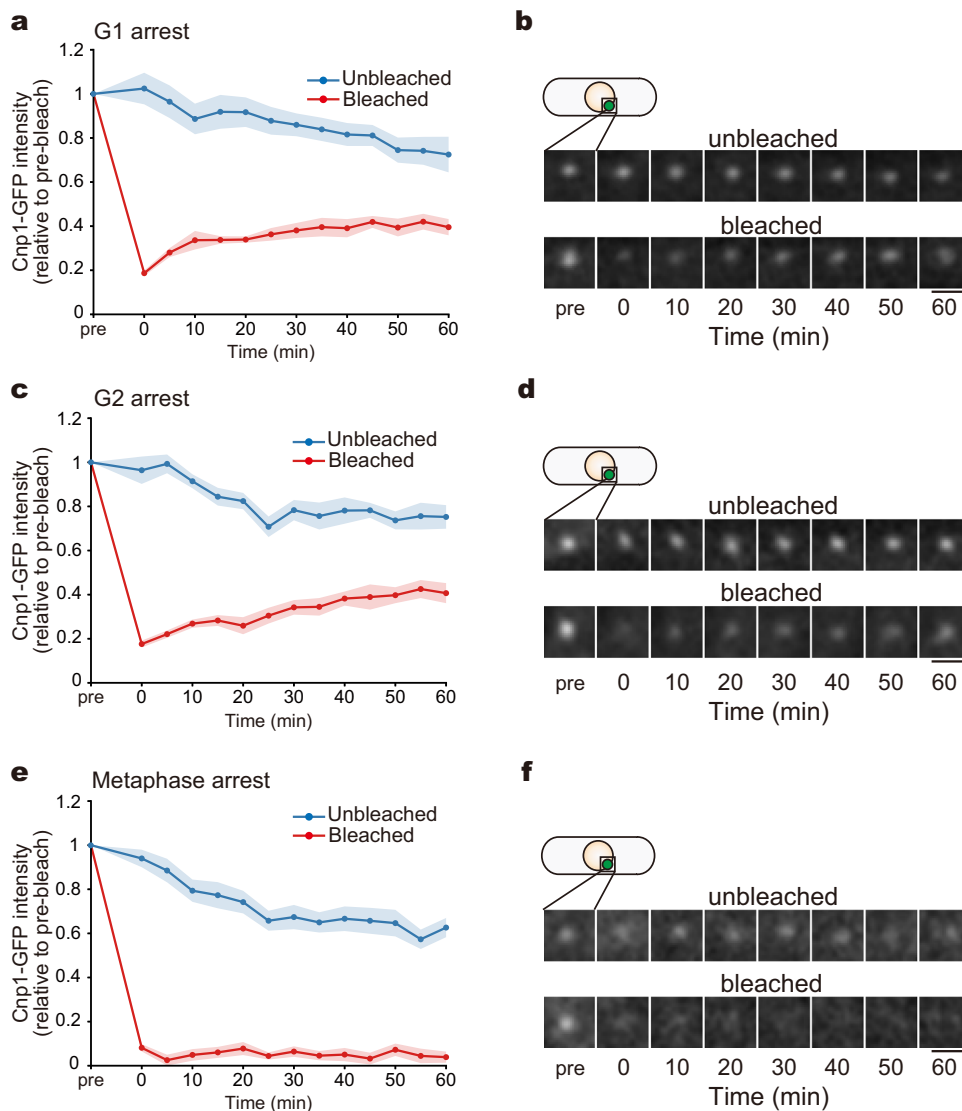 a
G1 arrest
Cnp1-GFP intensity
(relative to pre-bleach)
1.2
1
0.8
0.6
0.4
0.2
0
Unbleached
Bleached
pre 0 10 20 30 40 50 60
Time (min)
b
unbleached
bleached
pre 0 10 20 30 40 50 60
Time (min)
c
G2 arrest
Cnp1-GFP intensity
(relative to pre-bleach)
1.2
1
0.8
0.6
0.4
0.2
0
Unbleached
Bleached
pre 0 10 20 30 40 50 60
Time (min)
d
unbleached
bleached
pre 0 10 20 30 40 50 60
Time (min)
e
Metaphase arrest
Cnp1-GFP intensity
(relative to pre-bleach)
1.2
1
0.8
0.6
0.4
0.2
0
Unbleached
Bleached
pre 0 10 20 30 40 50 60
Time (min)
f
unbleached
bleached
pre 0 10 20 30 40 50 60
Time (min)